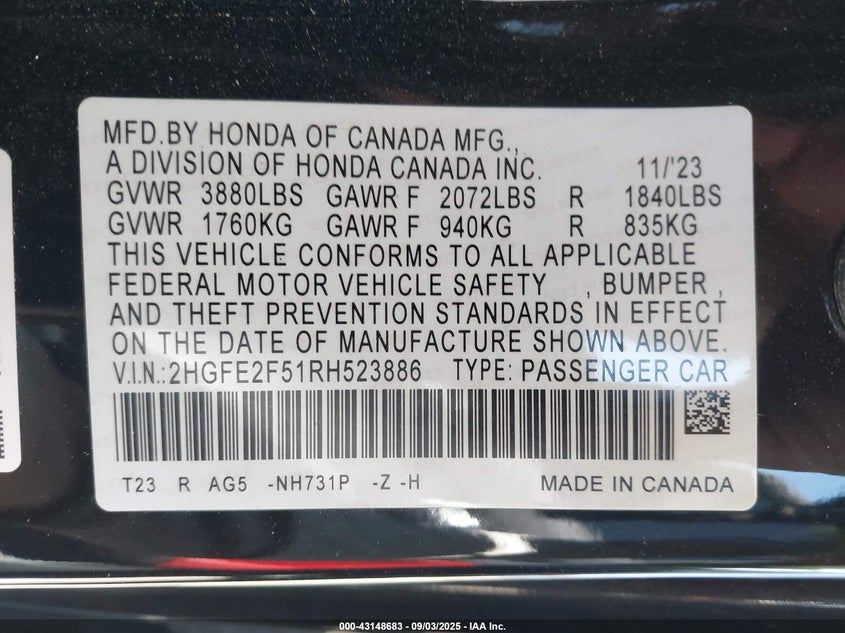 MFD.BY HONDA OF CANADA MFG.,
A DIVISION OF HONDA CANADA INC. 11/'23
GVWR 3880LBS GAWR F 2072LBS R 1840LBS
GVWR 1760KG GAWR F 940KG R 835KG
THIS VEHICLE CONFORMS TO ALL APPLICABLE
FEDERAL MOTOR VEHICLE SAFETY , BUMPER ,
AND THEFT PREVENTION STANDARDS IN EFFECT
ON THE DATE OF MANUFACTURE SHOWN ABOVE.
V.I.N.:2HGFE2F51RH523886 TYPE: PASSENGER CAR
T23 R AG5 -NH731P -Z -H MADE IN CANADA
000-43148683 - 09/03/2025 - IAA Inc.